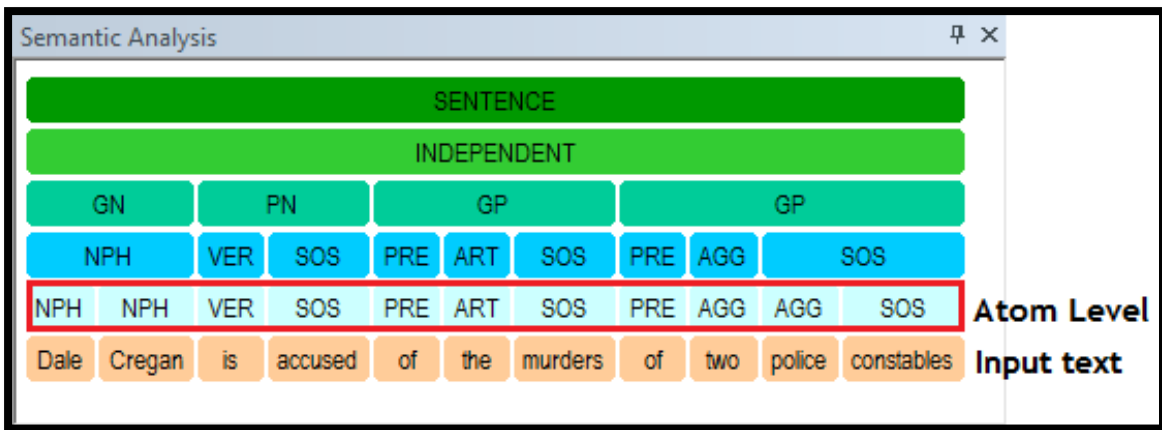 Semantic Analysis
SENTENCE
INDEPENDENT
GN PN GP GP
NPH VER SOS PRE ART SOS PRE AGG SOS
NPH NPH VER SOS PRE ART SOS PRE AGG AGG SOS Atom Level
Dale Cregan is accused of the murders of two police constables Input text